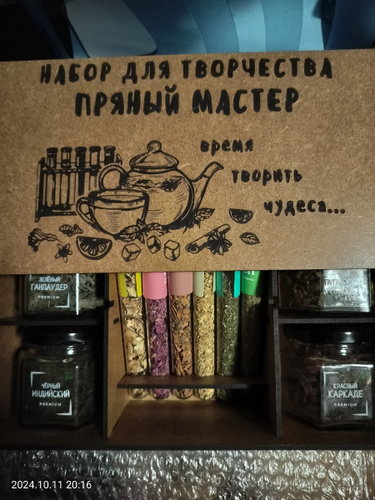 НАБОР ДЛЯ ТВОРЧЕСТВА
ПРЯНЫЙ МАСТЕР
время
творить
чудеса...
ЗЕЛЁНЫЙ
ГАНПАУДЕР
PREMIUM
ЧЁРНЫЙ
ИНДИЙСКИЙ
PREMIUM
КРАСНЫЙ
КАРКАДЕ
PREMIUM
2024.10.11 20:16